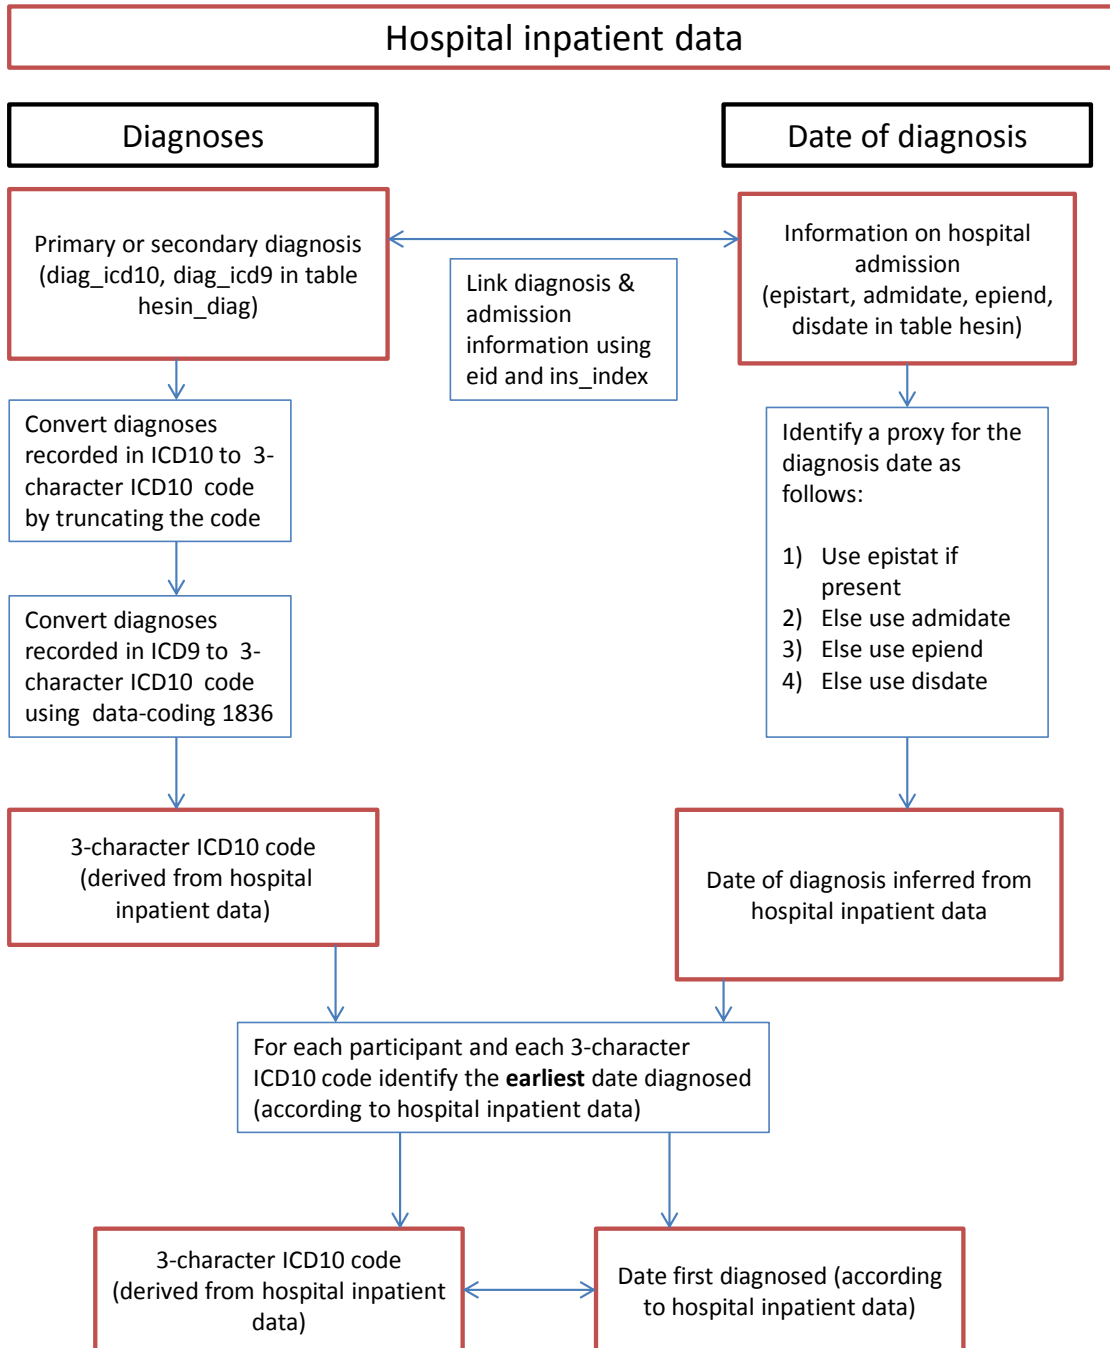 Hospital inpatient data
Diagnoses
Date of diagnosis
Primary or secondary diagnosis
(diag_icd10, diag_icd9 in table
hesin_diag)
Link diagnosis &
admission
information using
eid and ins_index
Information on hospital
admission
(epistart, admidate, epiend,
disdate in table hesin)
Convert diagnoses
recorded in ICD10 to 3-
character ICD10 code
by truncating the code
Convert diagnoses
recorded in ICD9 to 3-
character ICD10 code
using data-coding 1836
Identify a proxy for the
diagnosis date as
follows:
1) Use epistat if
present
2) Else use admidate
3) Else use epiend
4) Else use disdate
3-character ICD10 code
(derived from hospital
inpatient data)
Date of diagnosis inferred from
hospital inpatient data
For each participant and each 3-character
ICD10 code identify the earliest date diagnosed
(according to hospital inpatient data)
3-character ICD10 code
(derived from hospital inpatient
data)
Date first diagnosed (according
to hospital inpatient data)